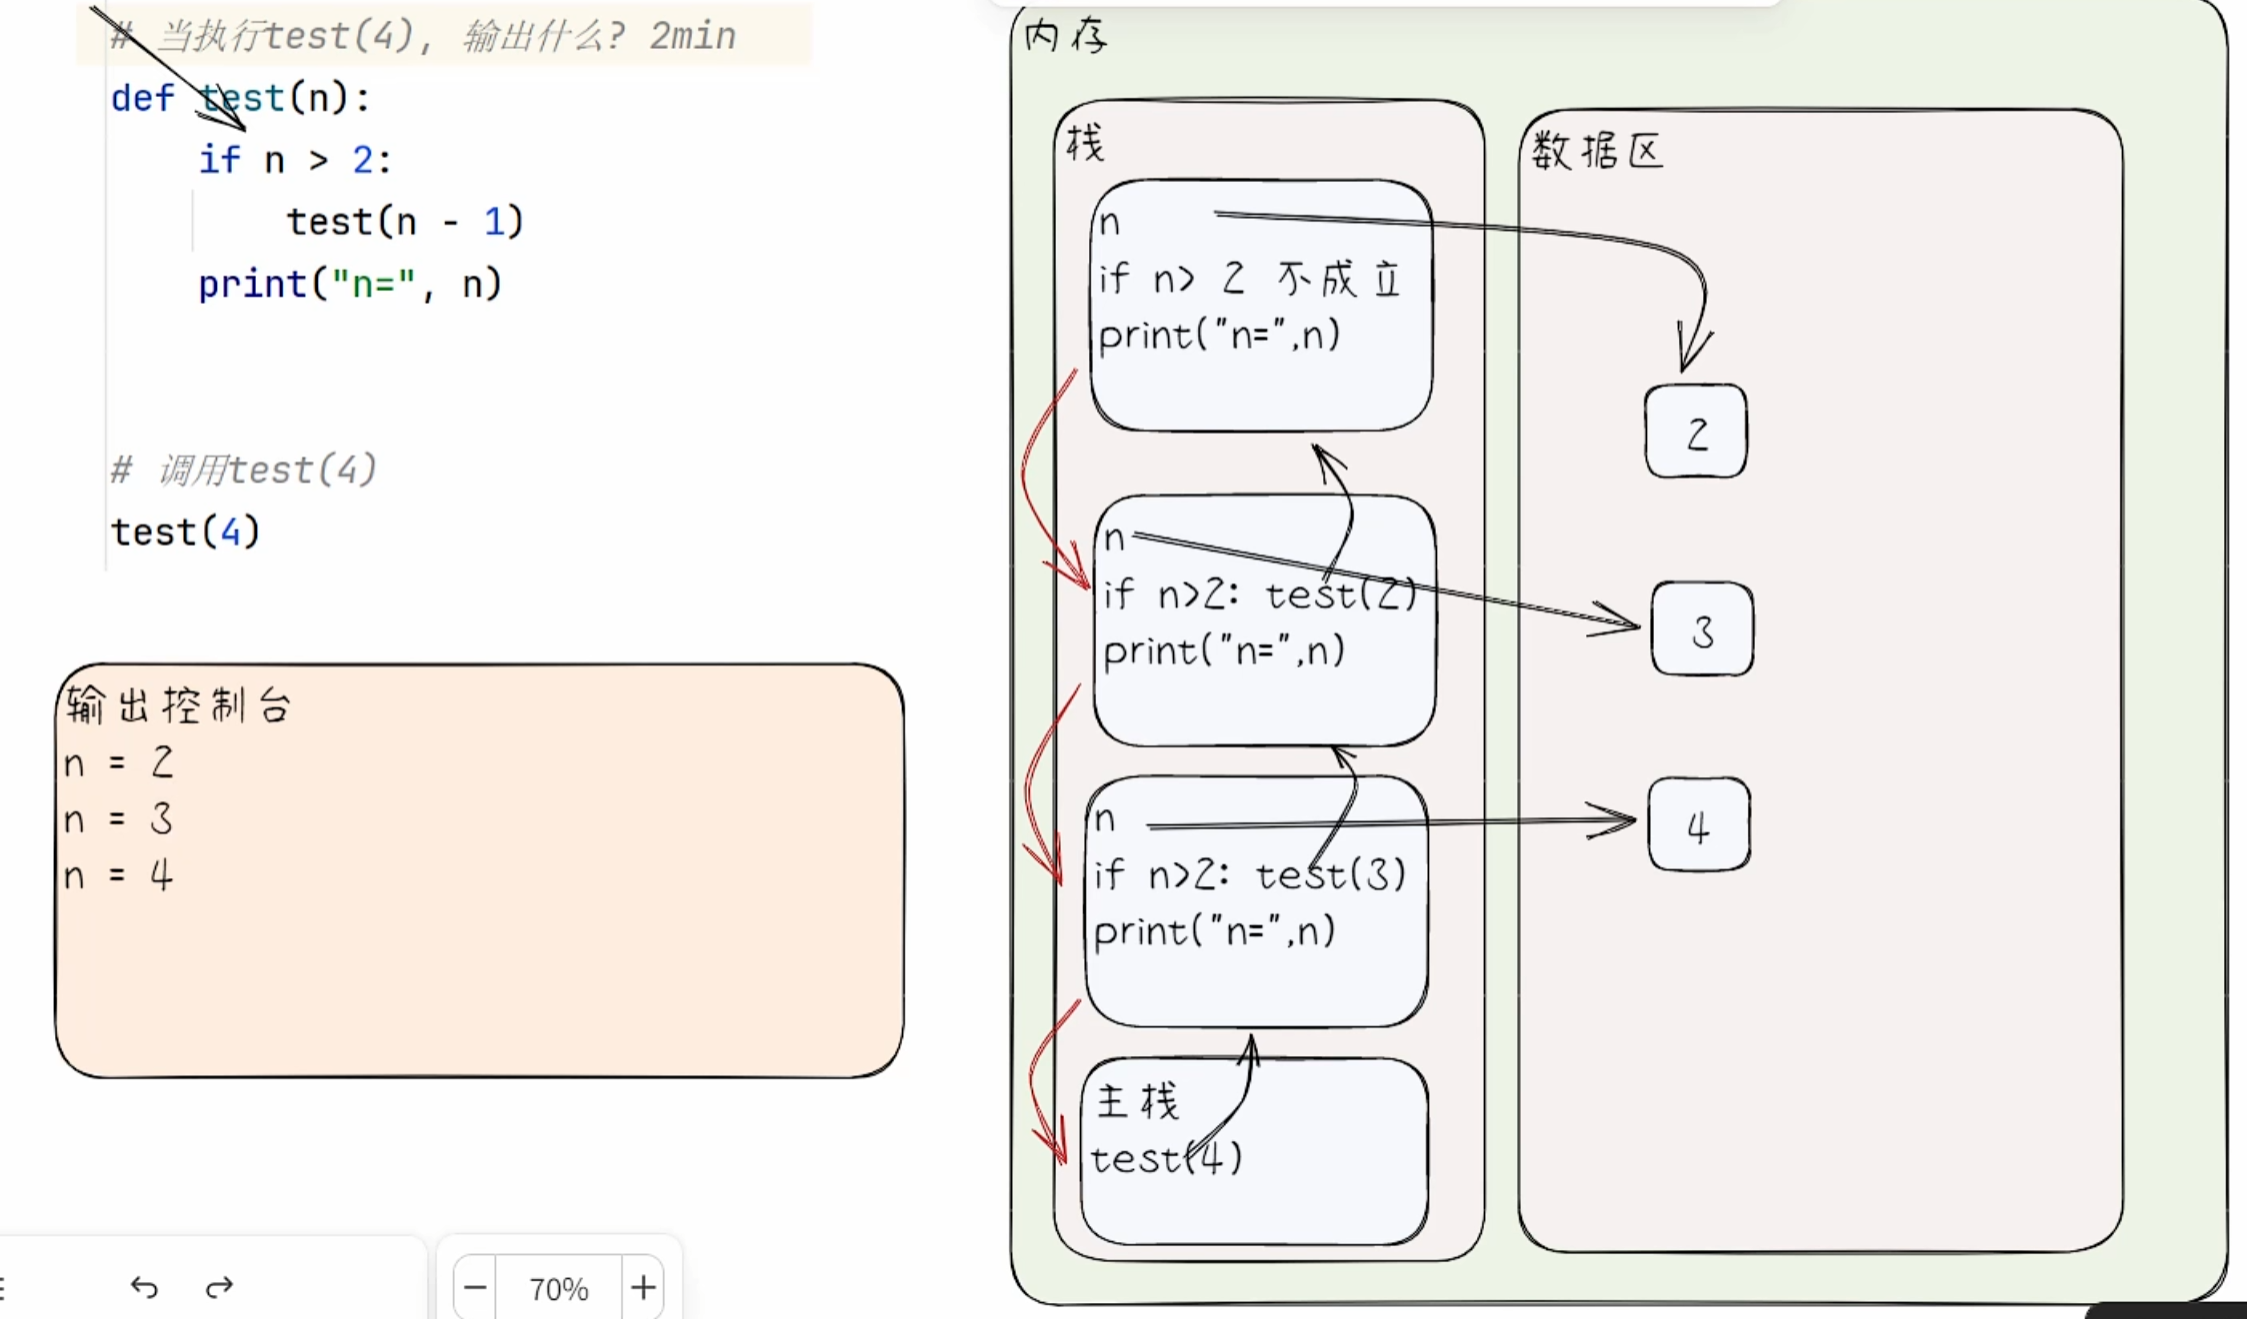 # 当执行test(4), 输出什么? 2min
def test(n):
if n > 2:
test(n - 1)
print("n=", n)
# 调用test(4)
test(4)
输出控制台
n = 2
n = 3
n = 4
内存
栈
n
if n> 2 不成立
print("n=",n)
n
if n>2: test(2)
print("n=",n)
n
if n>2: test(3)
print("n=",n)
主栈
test(4)
数据区
2
3
4
70%